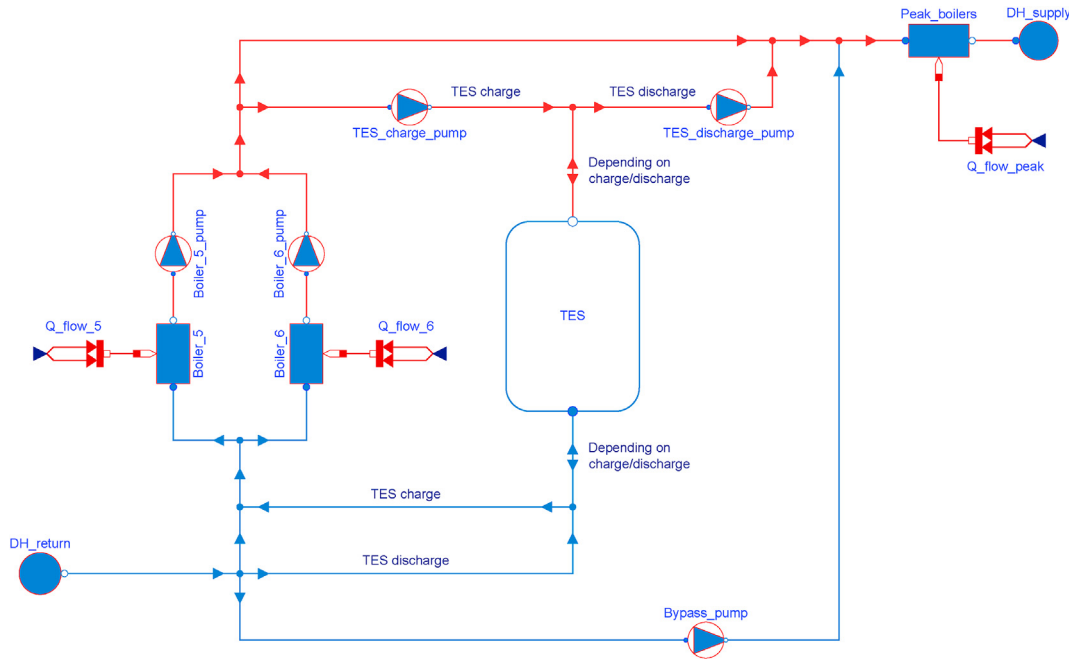 Peak_boilers
DH_supply
TES charge
TES discharge
TES_charge_pump
TES_discharge_pump
Q_flow_peak
Depending on
charge/discharge
Boiler_5_pump
Boiler_6_pump
TES
Q_flow_5
Boiler_5
Boiler_6
Q_flow_6
Depending on
charge/discharge
TES charge
DH_return
TES discharge
Bypass_pump